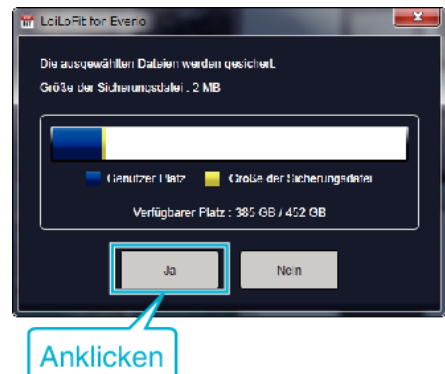 LoiLoFit for Everio
Die ausgewählten Dateien werden gesichert.
Größe der Sicherungsdatei : 2 MB
Genutzer Platz
Größe der Sicherungsdatei
Verfügbarer Platz : 385 GB / 452 GB
Ja
Nein
Anklicken